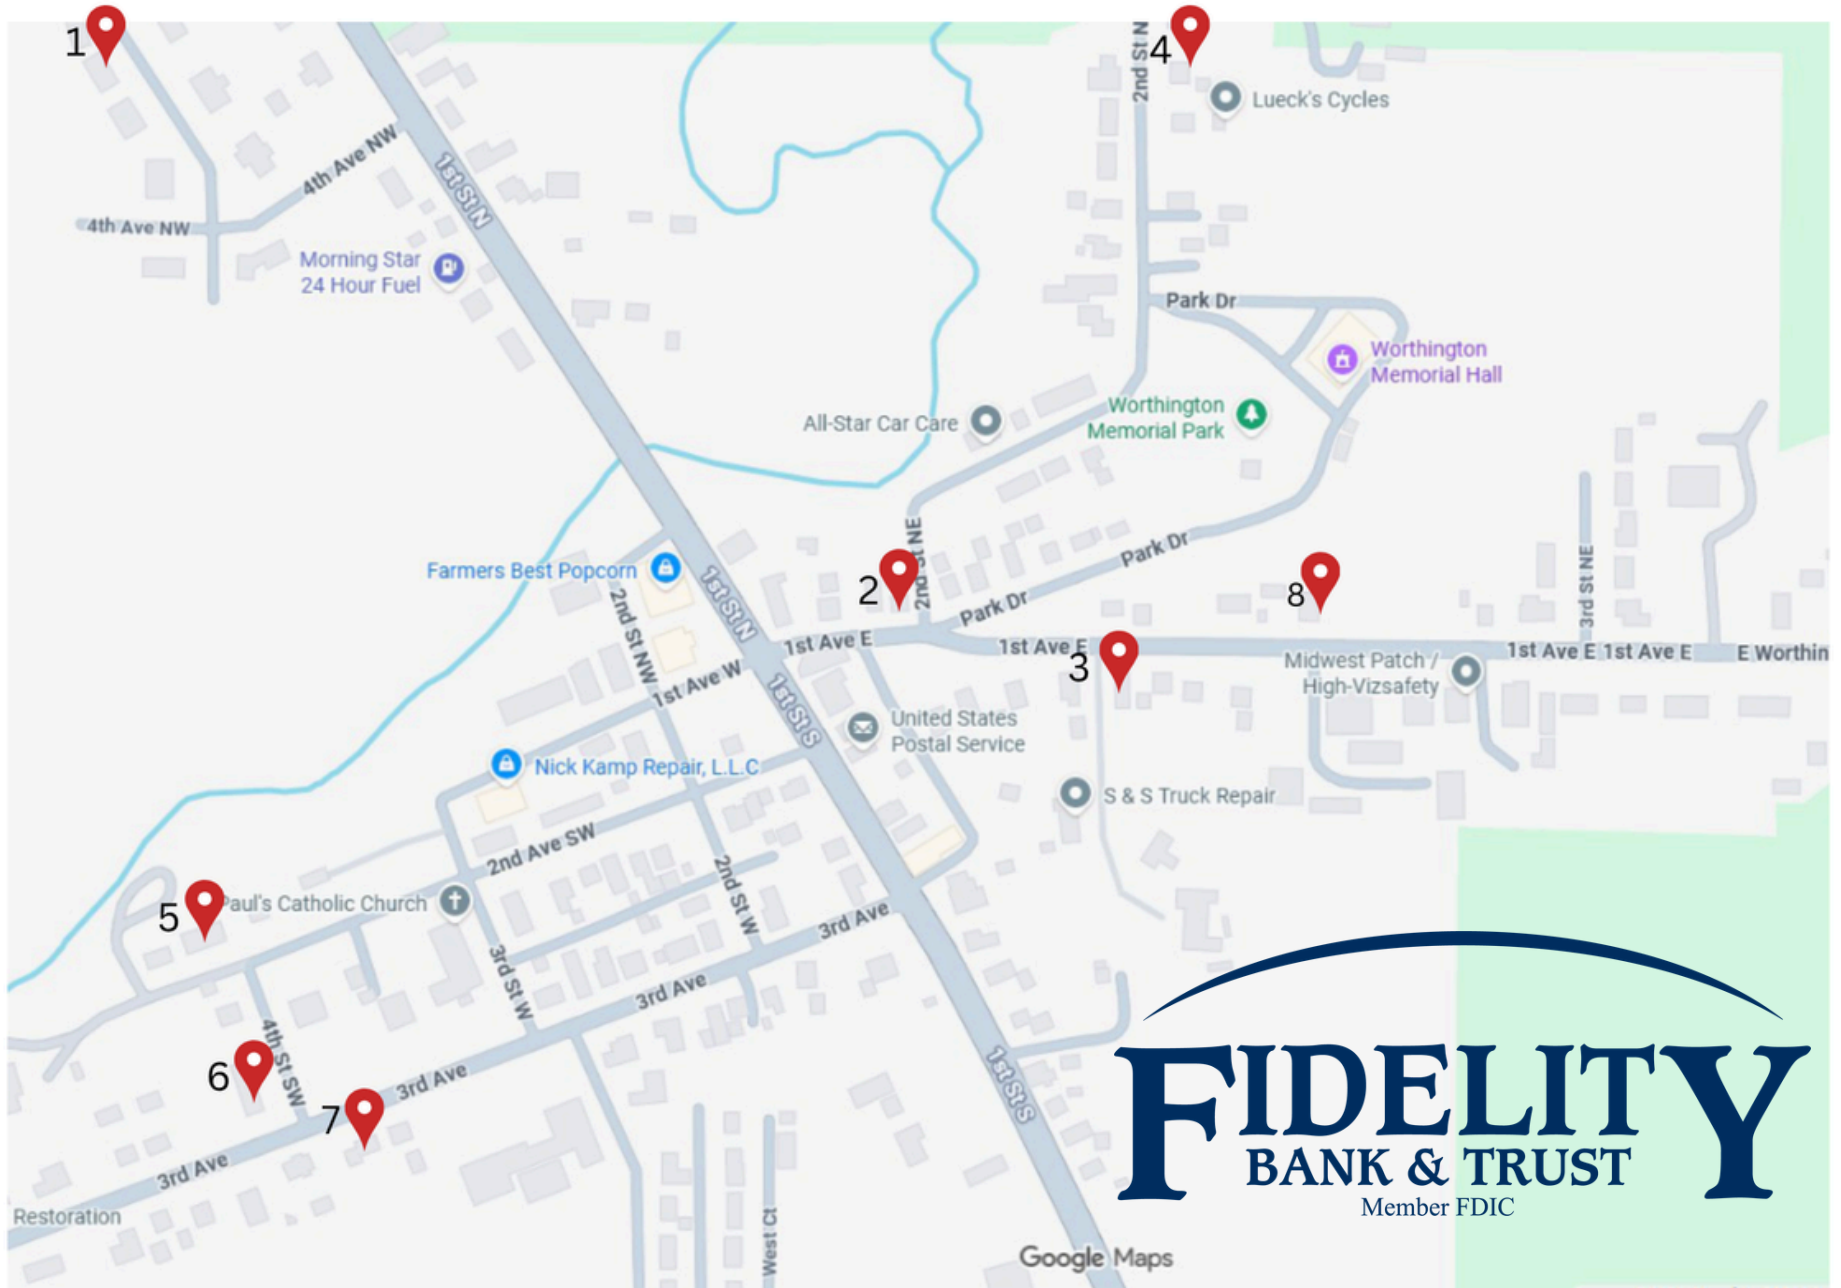 1
4
2nd St N
Lueck's Cycles
4th Ave NW
1st St N
4th Ave NW
Morning Star
24 Hour Fuel
Park Dr
Worthington
Memorial Hall
All-Star Car Care
Worthington
Memorial Park
2nd St NE
Park Dr
Farmers Best Popcorn
1st St N
2
8
3rd St NE
2nd St NW
Park Dr
1st Ave E
1st Ave E
3
1st Ave E
1st Ave E
E Worthin
Midwest Patch /
High-Vizsafety
1st Ave W
1st St S
United States
Postal Service
Nick Kamp Repair, L.L.C
S & S Truck Repair
2nd Ave SW
2nd St W
5
Paul's Catholic Church
3rd Ave
3rd St W
3rd Ave
4th St SW
6
7
3rd Ave
1st St S
3rd Ave
Restoration
West Ct
FIDELITY
BANK & TRUST
Member FDIC
Google Maps